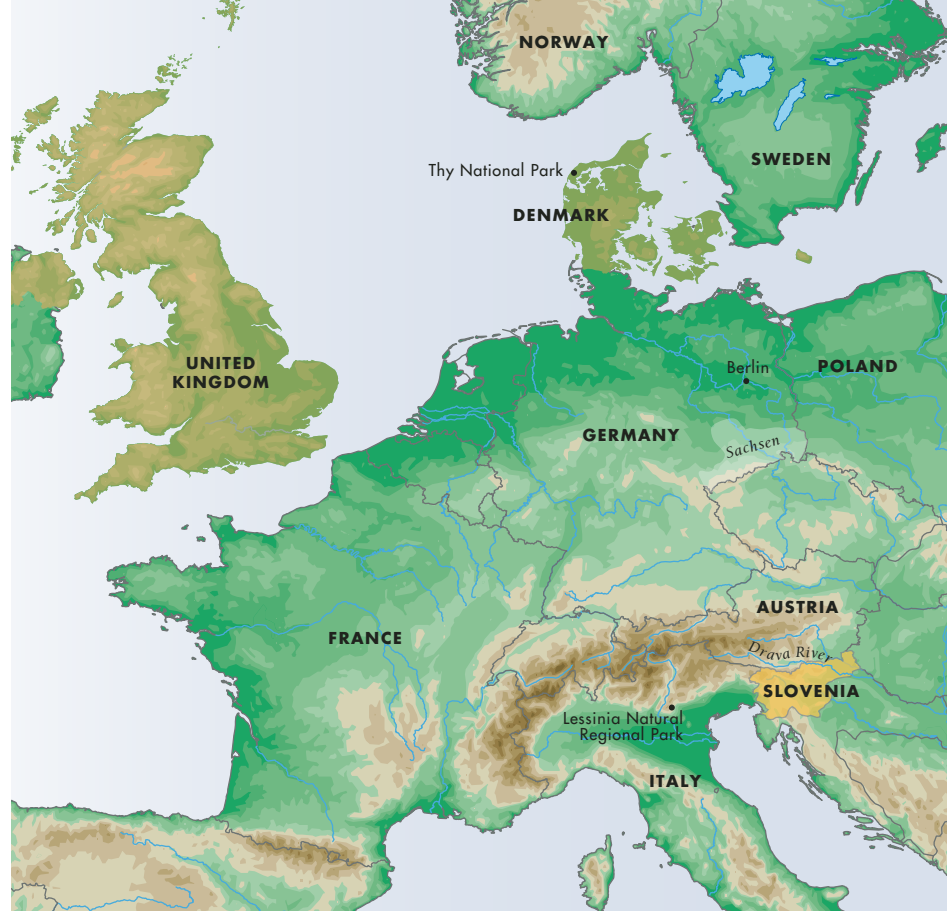 NORWAY
SWEDEN
Thy National Park
DENMARK
UNITED
KINGDOM
Berlin
POLAND
GERMANY
Sachsen
AUSTRIA
FRANCE
Drava River
SLOVENIA
Lessinia Natural
Regional Park
ITALY